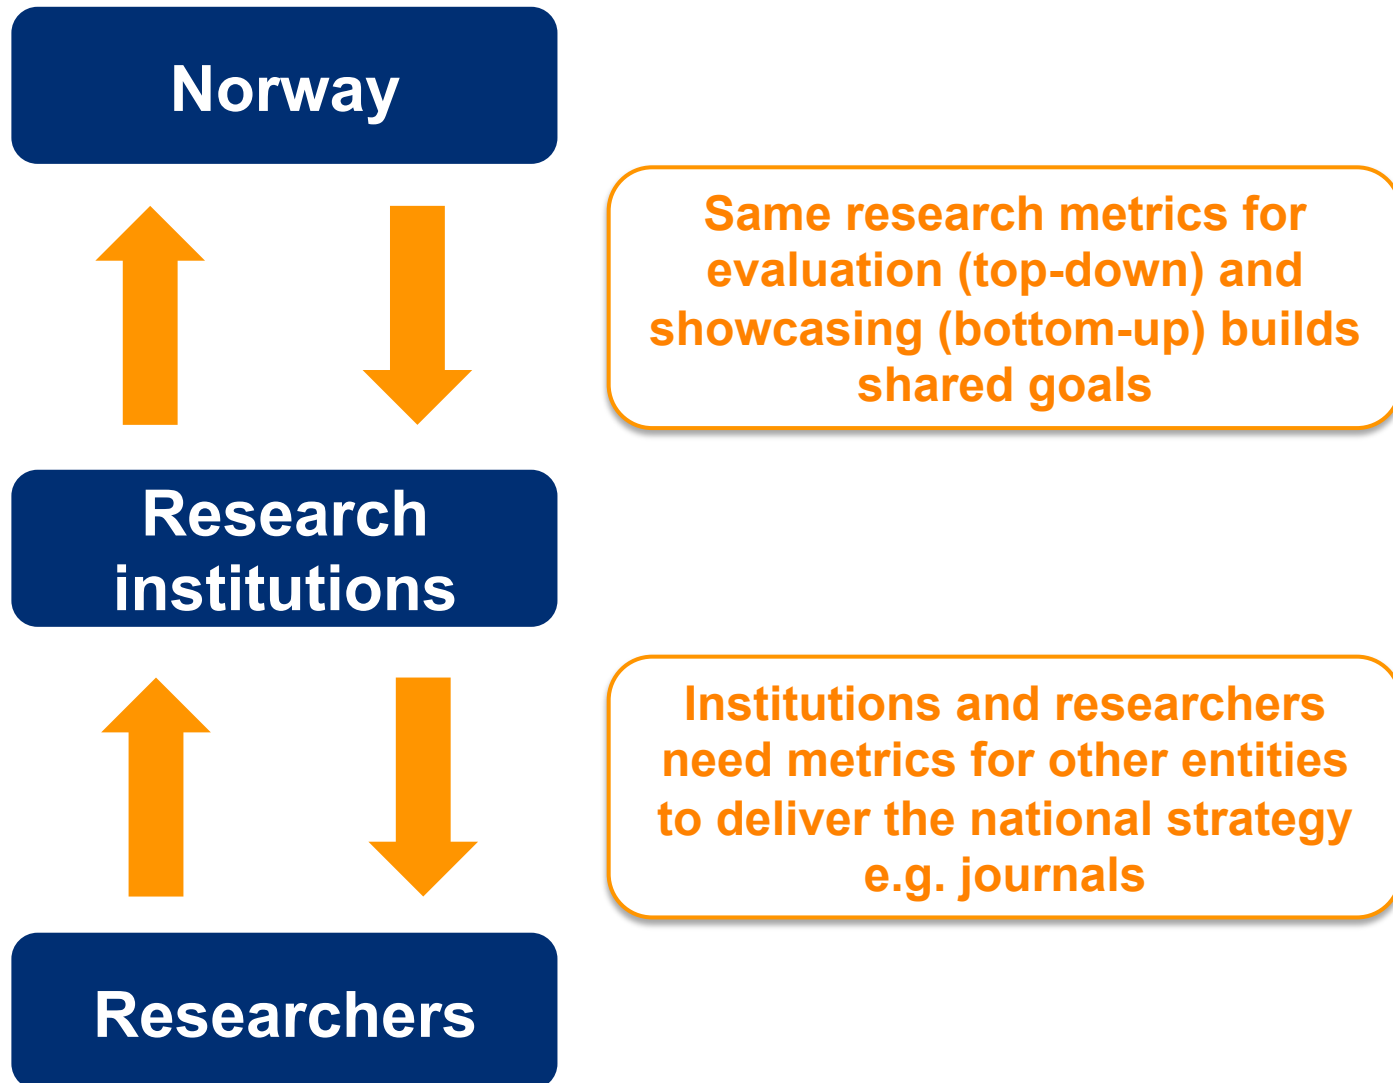 Norway
Same research metrics for
evaluation (top-down) and
showcasing (bottom-up) builds
shared goals
Research
institutions
Institutions and researchers
need metrics for other entities
to deliver the national strategy
e.g. journals
Researchers